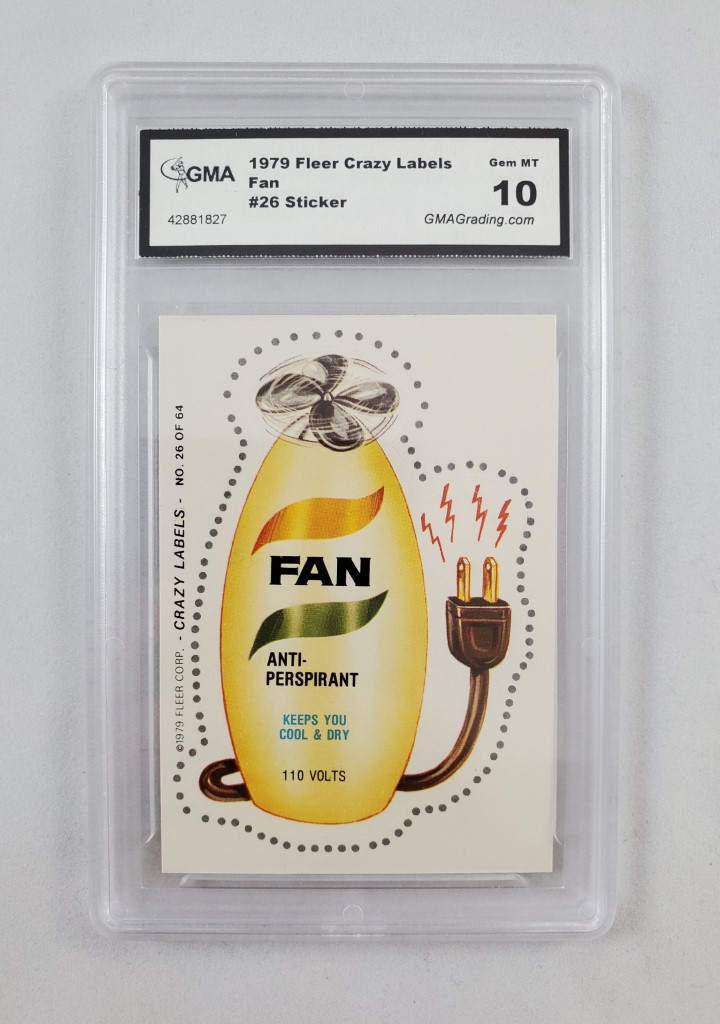 GMA
42881827
1979 Fleer Crazy Labels
Fan
#26 Sticker
Gem MT
10
GMAGrading.com
©1979 FLEER CORP. - CRAZY LABELS - NO. 26 OF 64
FAN
ANTI-
PERSPIRANT
KEEPS YOU
COOL & DRY
110 VOLTS